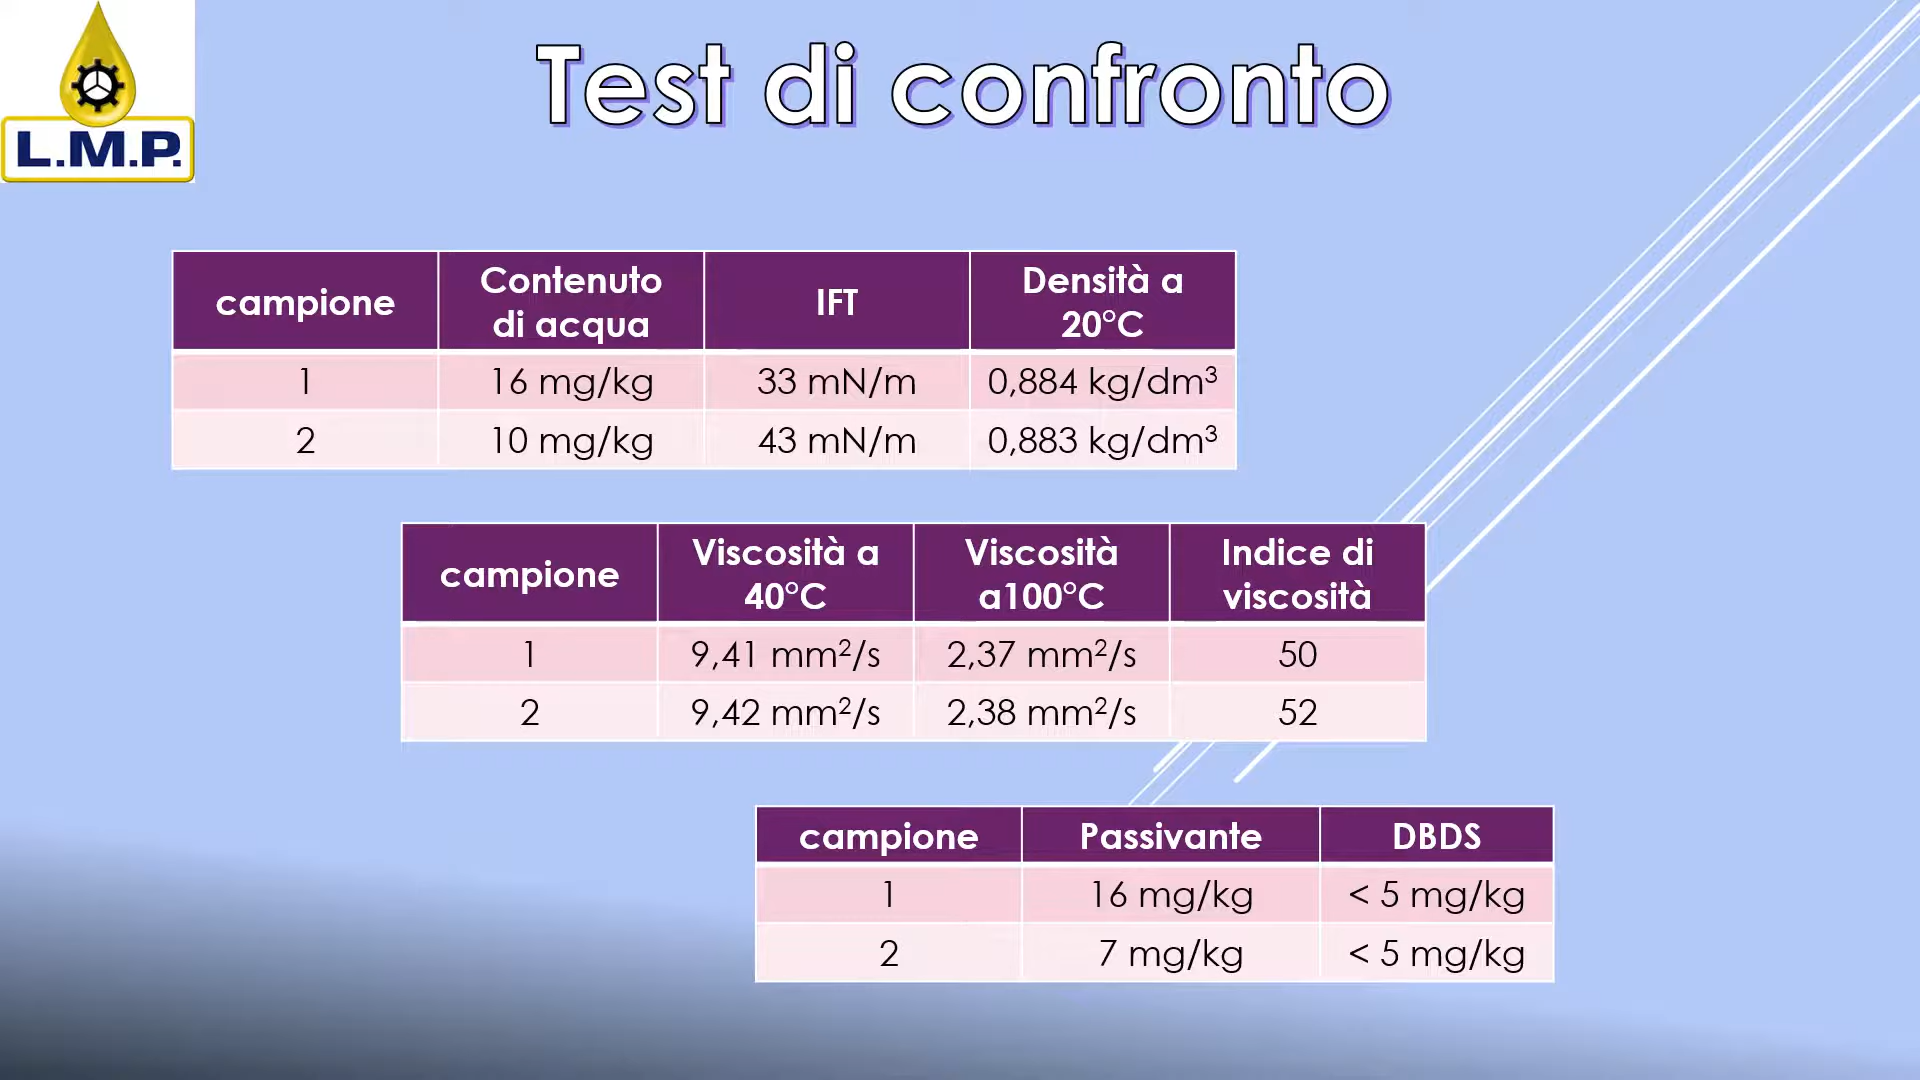 L.M.P.
Test di confronto
campione Contenuto di acqua IFT Densità a 20°C
1 16 mg/kg 33 mN/m 0,884 kg/dm³
2 10 mg/kg 43 mN/m 0,883 kg/dm³
campione Viscosità a 40°C Viscosità a100°C Indice di viscosità
1 9,41 mm²/s 2,37 mm²/s 50
2 9,42 mm²/s 2,38 mm²/s 52
campione Passivante DBDS
1 16 mg/kg < 5 mg/kg
2 7 mg/kg < 5 mg/kg